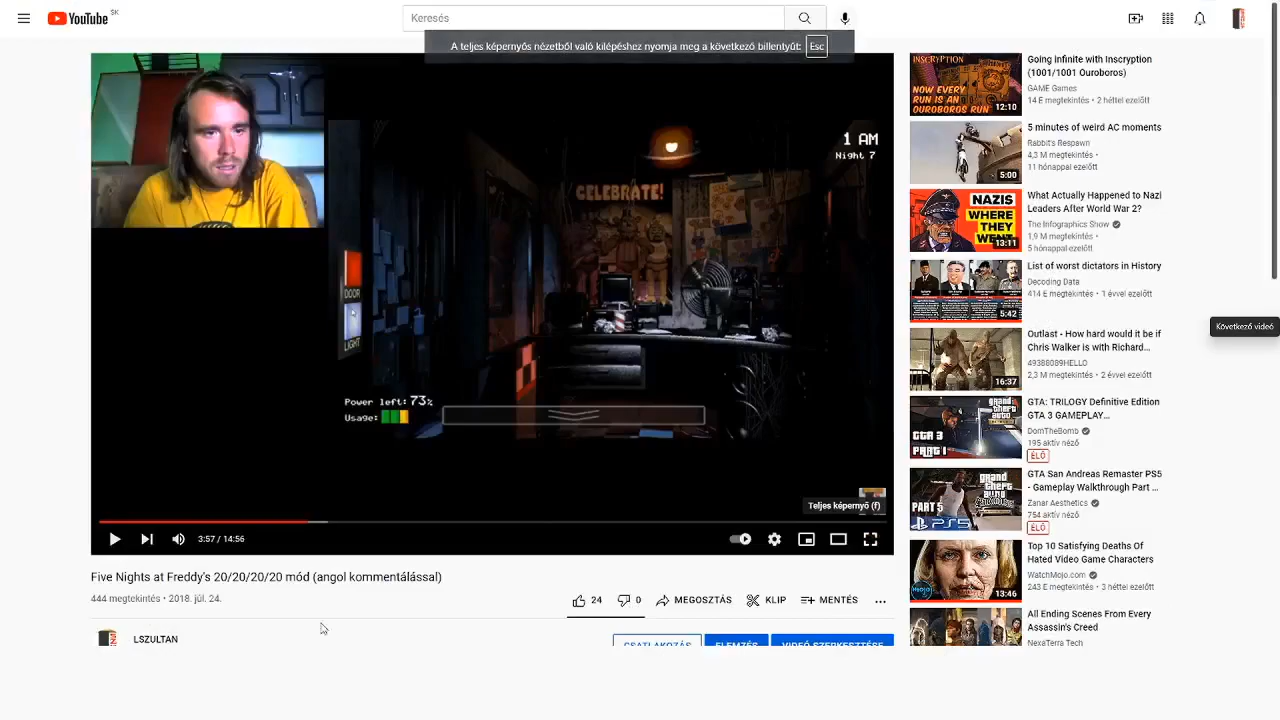 YouTube SK
Keresés
A teljes képernyős nézetből való kilépéshez nyomja meg a következő billentyűt: Esc
1 AM
Night 7
CELEBRATE!
DOOR
LIGHT
Power left: 73%
Usage:
Teljes képernyő (f)
3:57 / 14:56
Five Nights at Freddy's 20/20/20/20 mód (angol kommentálással)
444 megtekintés • 2018. júl. 24.
24
0
MEGOSZTÁS
KLIP
MENTÉS
LSZULTAN
CSATLAKOZÁS
ELEMZÉS
VIDEÓ SZERKESZTÉSE
INSCRYPTION
NOW EVERY
RUN IS AN
OUROBOROS RUN
12:10
Going Infinite with Inscryption
(1001/1001 Ouroboros)
GAME Games
14 E megtekintés • 2 héttel ezelőtt
5:00
5 minutes of weird AC moments
Rabbit's Respawn
4,3 M megtekintés •
11 hónappal ezelőtt
NAZIS
WHERE
THEY
WENT
13:11
What Actually Happened to Nazi
Leaders After World War 2?
The Infographics Show
1,9 M megtekintés •
5 hónappal ezelőtt
5:42
List of worst dictators in History
Decoding Data
414 E megtekintés • 1 évvel ezelőtt
Következő videó
16:37
Outlast - How hard would it be if
Chris Walker is with Richard...
49388089HELLO
2,3 M megtekintés • 2 évvel ezelőtt
GTA 3
PART 1
GTA: TRILOGY Definitive Edition
GTA 3 GAMEPLAY...
DomTheBomb
195 aktív néző
ÉLŐ
PART 5
PS5
GTA San Andreas Remaster PS5
- Gameplay Walkthrough Part ...
Zanar Aesthetics
754 aktív néző
ÉLŐ
13:46
Top 10 Satisfying Deaths Of
Hated Video Game Characters
WatchMojo.com
243 E megtekintés • 3 héttel ezelőtt
All Ending Scenes From Every
Assassin's Creed
NexaTerra Tech